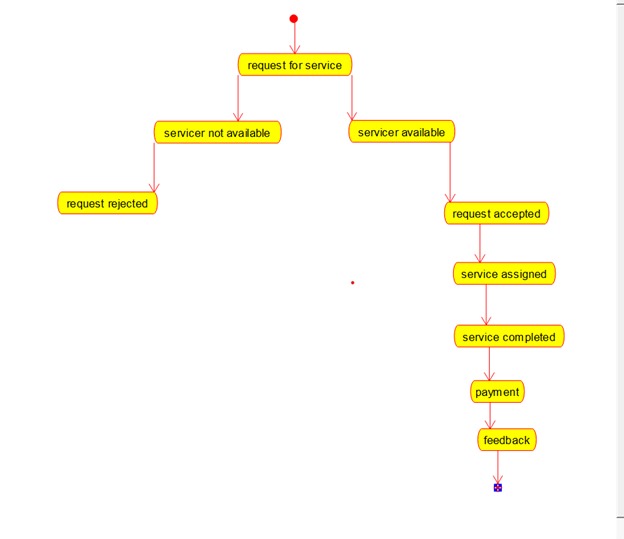 request for service
servicer not available
servicer available
request rejected
request accepted
service assigned
service completed
payment
feedback